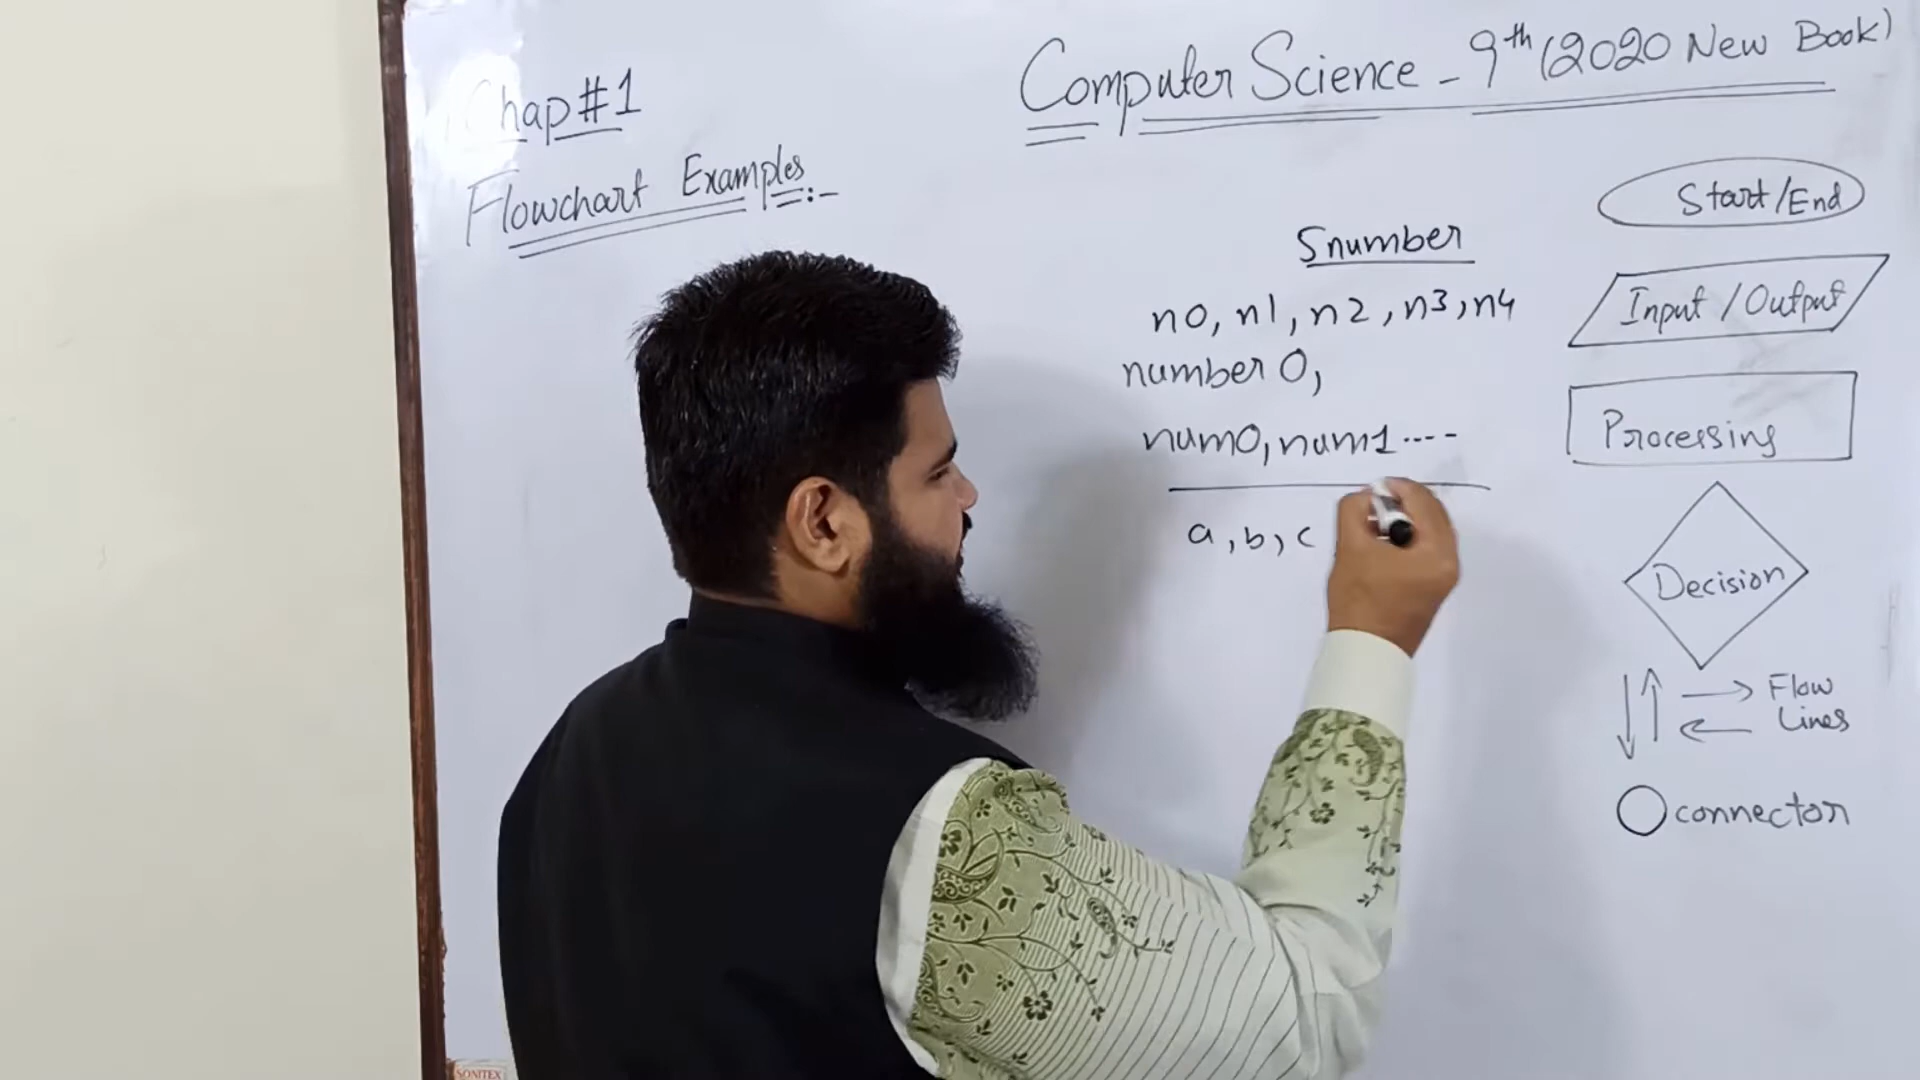 Chap#1
Flowchart Examples:-
Computer Science - 9th (2020 New Book)
5number
n0, n1, n2, n3, n4
number 0,
num0, num1----
a, b, c
Start/End
Input/Output
Processing
Decision
Flow
Lines
connector
SONITEX